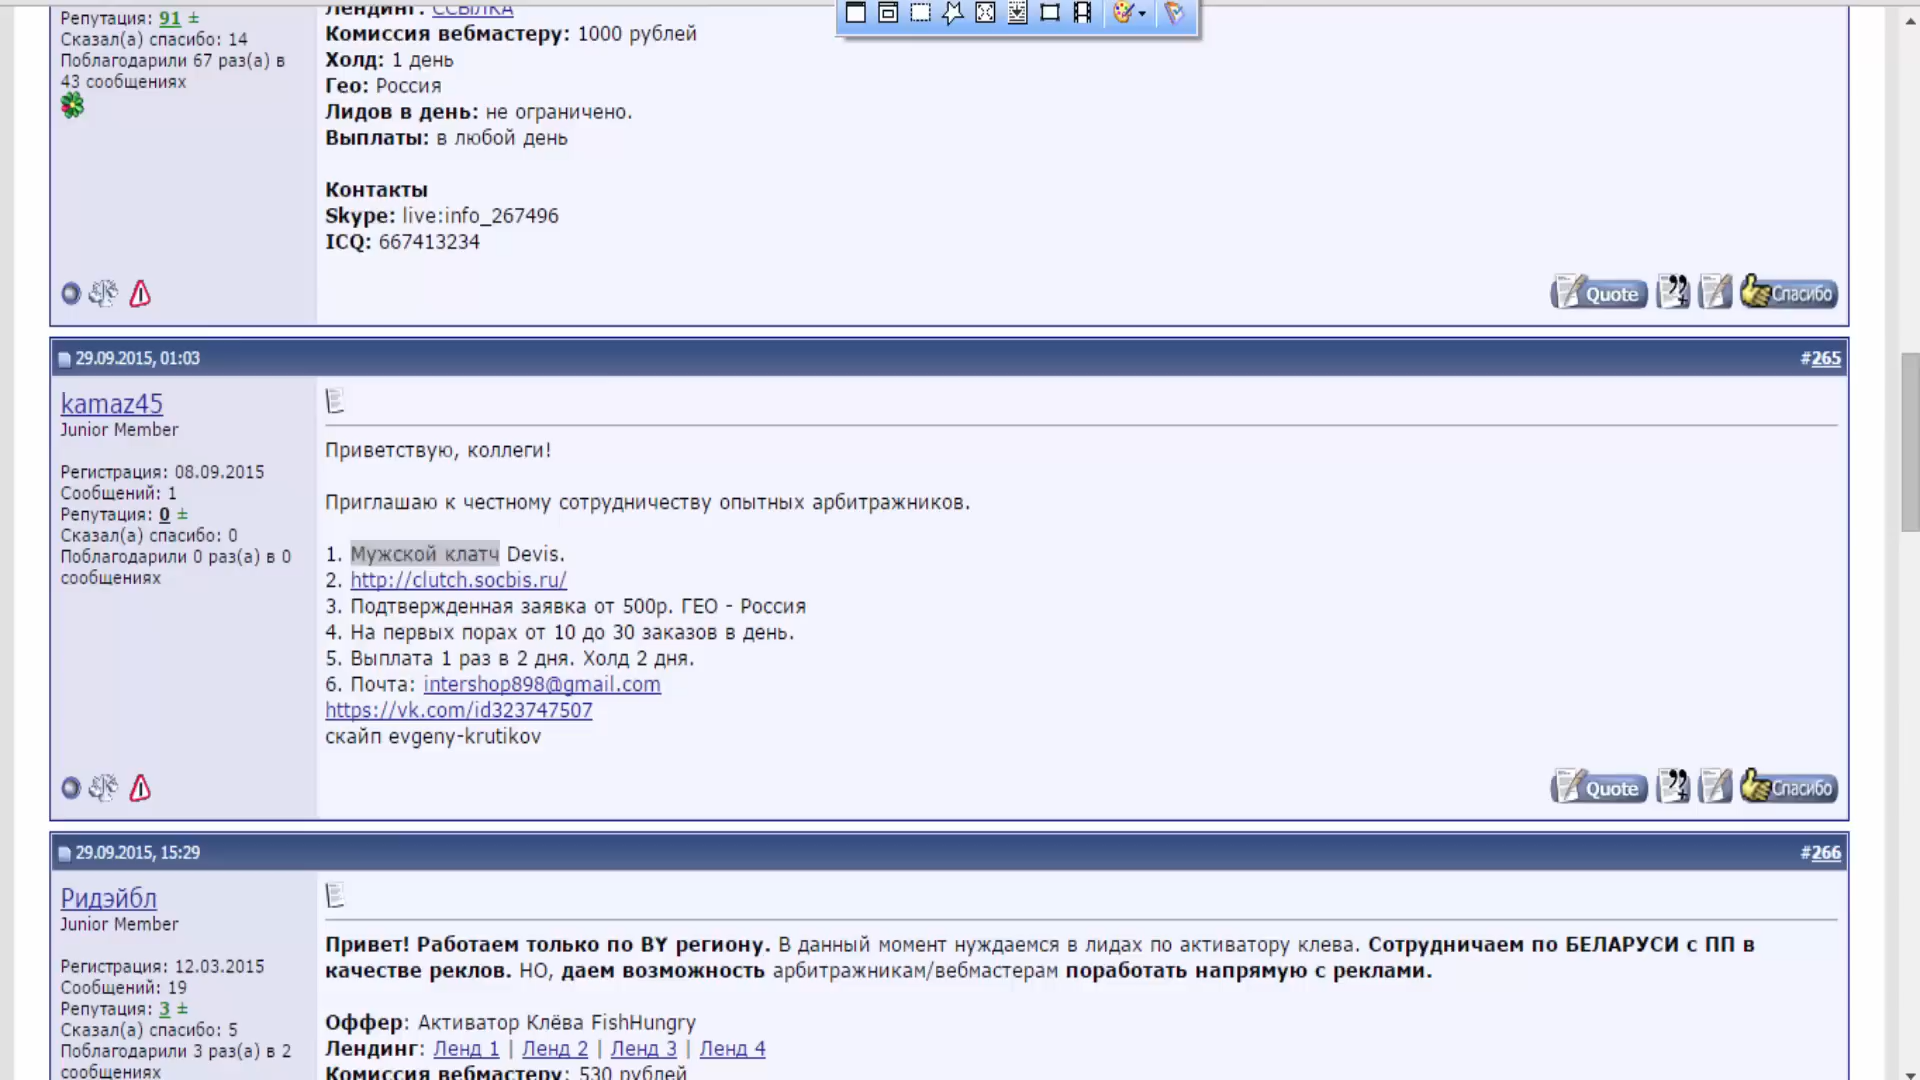 Репутация: 91 ±
Сказал(а) спасибо: 14
Поблагодарили 67 раз(а) в
43 сообщениях
Лендинг: ССЫЛКА
Комиссия вебмастеру: 1000 рублей
Холд: 1 день
Гео: Россия
Лидов в день: не ограничено.
Выплаты: в любой день
Контакты
Skype: live:info_267496
ICQ: 667413234
Quote
Спасибо
29.09.2015, 01:03
#265
kamaz45
Junior Member
Регистрация: 08.09.2015
Сообщений: 1
Репутация: 0 ±
Сказал(а) спасибо: 0
Поблагодарили 0 раз(а) в 0
сообщениях
Приветствую, коллеги!
Приглашаю к честному сотрудничеству опытных арбитражников.
1. Мужской клатч Devis.
2. http://clutch.socbis.ru/
3. Подтвержденная заявка от 500р. ГЕО - Россия
4. На первых порах от 10 до 30 заказов в день.
5. Выплата 1 раз в 2 дня. Холд 2 дня.
6. Почта: intershop898@gmail.com
https://vk.com/id323747507
скайп evgeny-krutikov
Quote
Спасибо
29.09.2015, 15:29
#266
Ридэйбл
Junior Member
Регистрация: 12.03.2015
Сообщений: 19
Репутация: 3 ±
Сказал(а) спасибо: 5
Поблагодарили 3 раз(а) в 2
сообщениях
Привет! Работаем только по BY региону. В данный момент нуждаемся в лидах по активатору клева. Сотрудничаем по БЕЛАРУСИ с ПП в
качестве реклов. НО, даем возможность арбитражникам/вебмастерам поработать напрямую с реклами.
Оффер: Активатор Клёва FishHungry
Лендинг: Ленд 1 | Ленд 2 | Ленд 3 | Ленд 4
Комиссия вебмастеру: 530 рублей